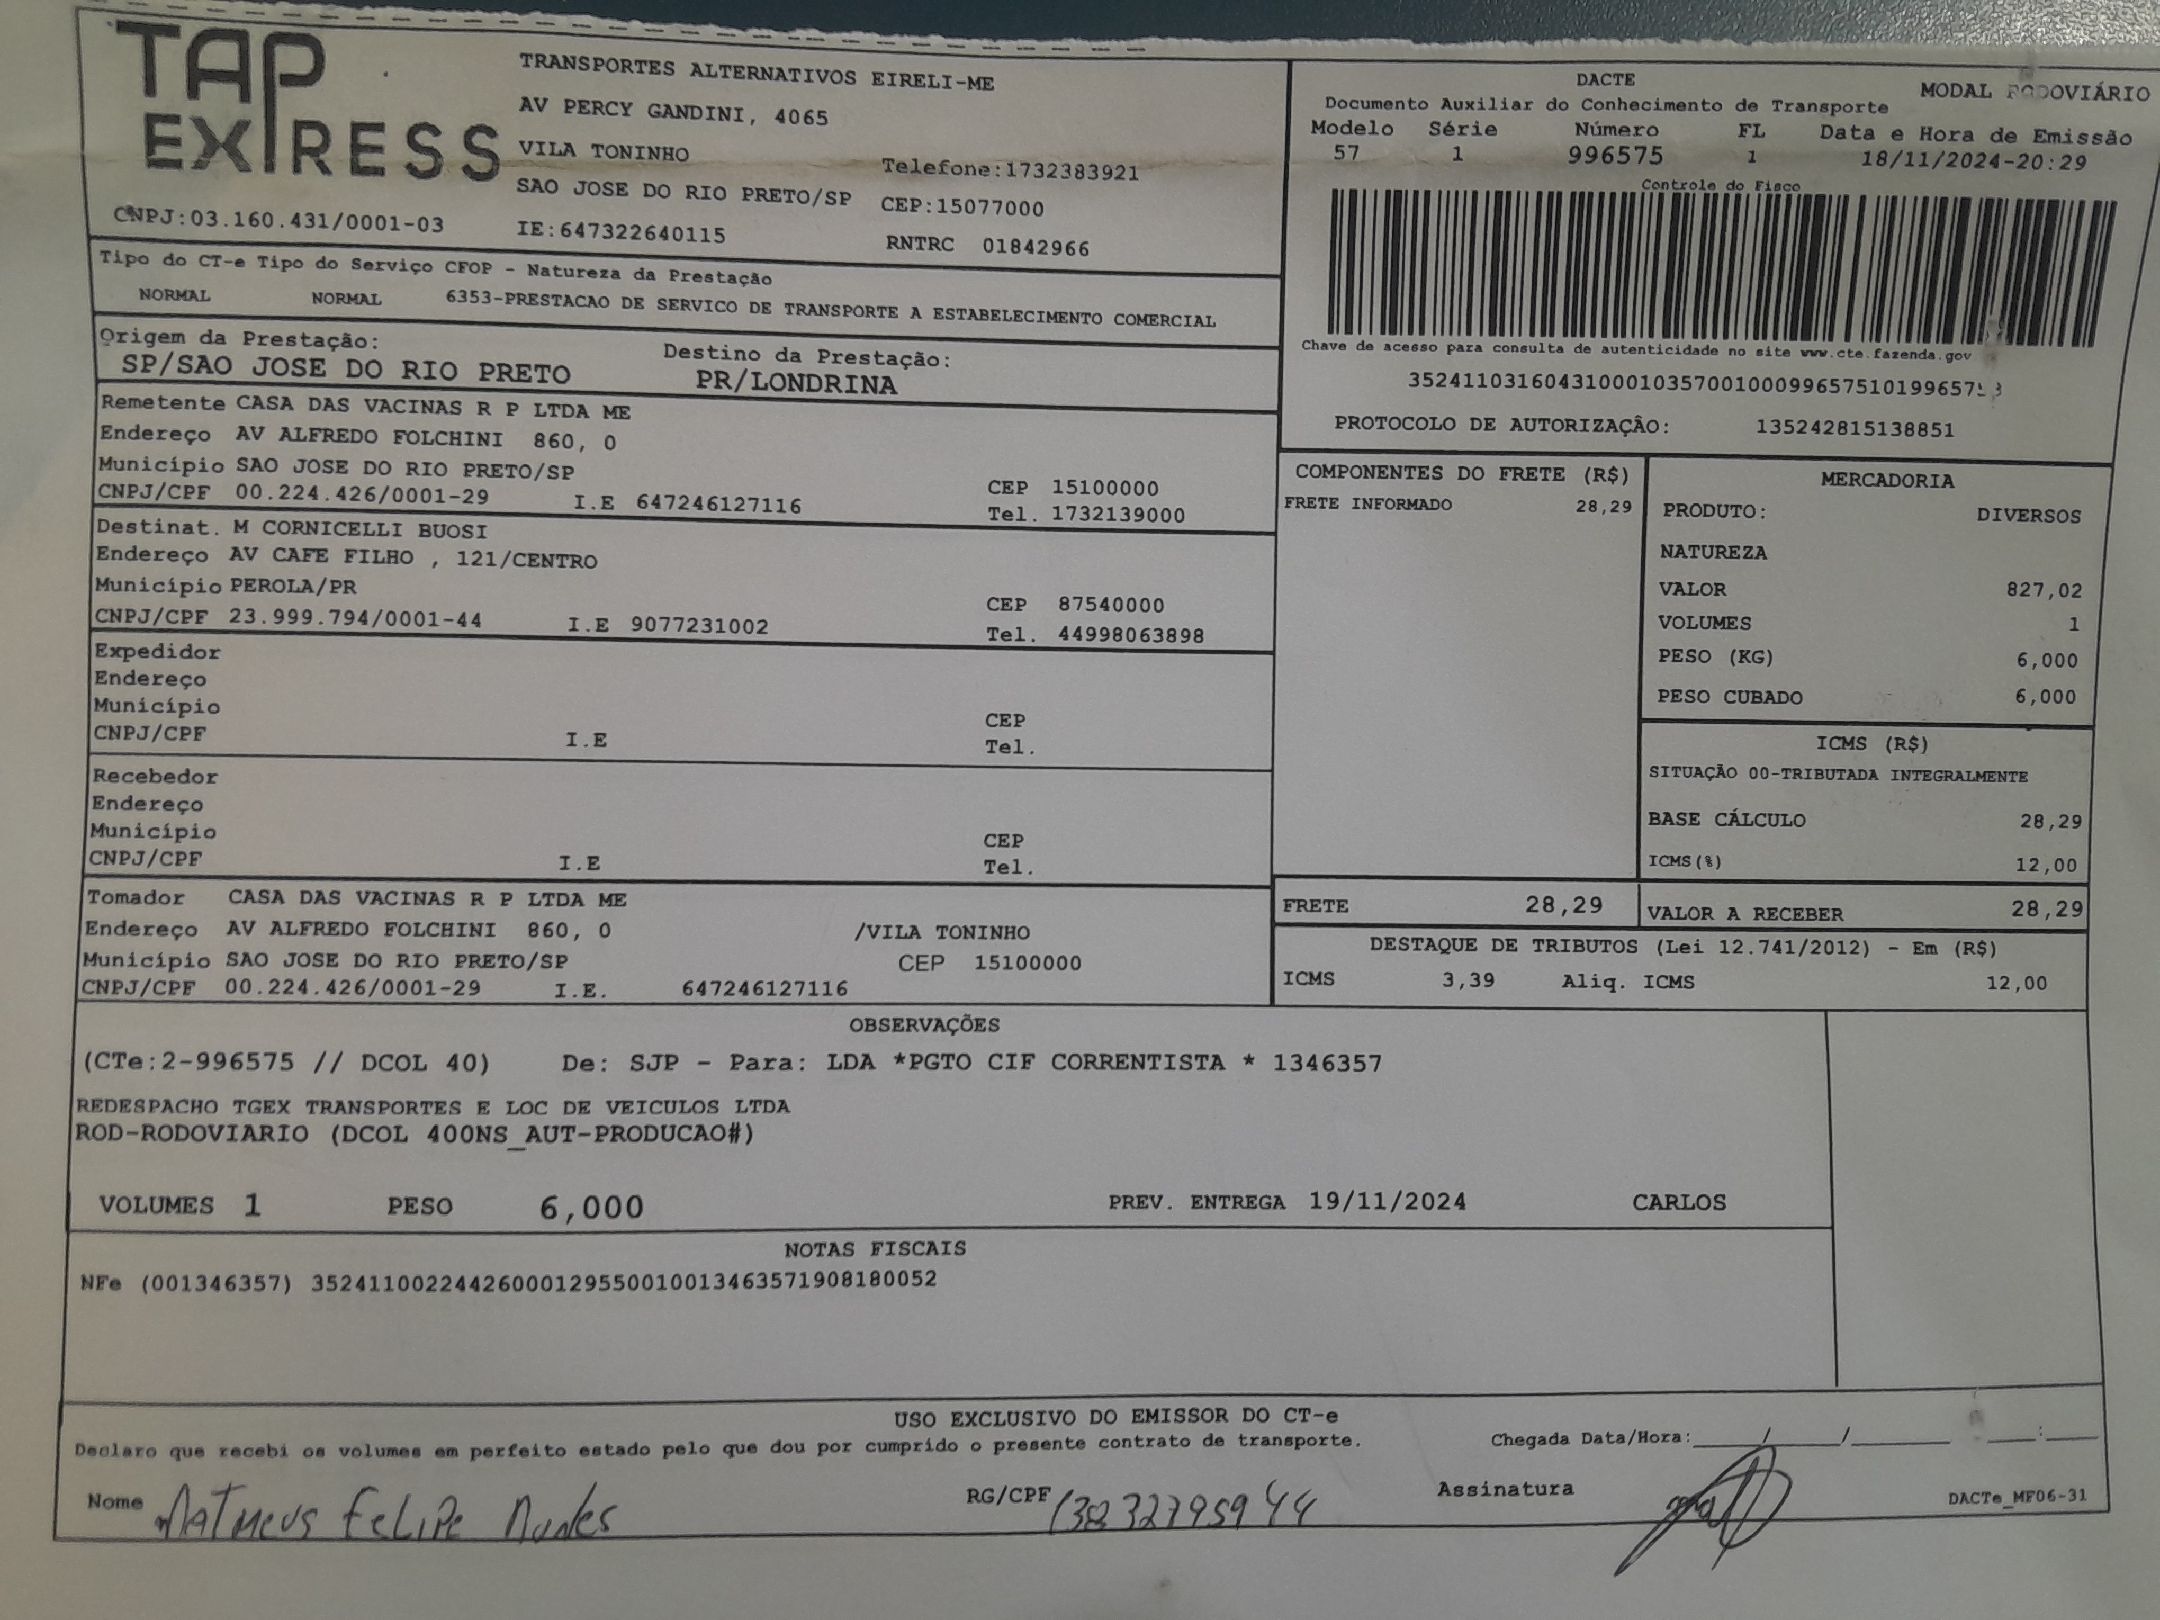 TAP
EXPRESS
TRANSPORTES ALTERNATIVOS EIRELI-ME
AV PERCY GANDINI, 4065
VILA TONINHO
Telefone:1732383921
SAO JOSE DO RIO PRETO/SP CEP:15077000
CNPJ:03.160.431/0001-03 IE:647322640115 RNTRC 01842966
DACTE MODAL RODOVIÁRIO
Documento Auxiliar do Conhecimento de Transporte
Modelo Série Número FL Data e Hora de Emissão
57 1 996575 1 18/11/2024-20:29
Controle do Fisco
Chave de acesso para consulta de autenticidade no site www.cte.fazenda.gov
PROTOCOLO DE AUTORIZAÇÃO: 135242815138851
Tipo do CT-e Tipo do Serviço CFOP - Natureza da Prestação
NORMAL NORMAL 6353-PRESTACAO DE SERVICO DE TRANSPORTE A ESTABELECIMENTO COMERCIAL
Origem da Prestação: Destino da Prestação:
SP/SAO JOSE DO RIO PRETO PR/LONDRINA
Remetente CASA DAS VACINAS R P LTDA ME
Endereço AV ALFREDO FOLCHINI 860, 0
Município SAO JOSE DO RIO PRETO/SP CEP 15100000
CNPJ/CPF 00.224.426/0001-29 I.E 647246127116 Tel. 1732139000
Destinat. M CORNICELLI BUOSI
Endereço AV CAFE FILHO , 121/CENTRO
Município PEROLA/PR CEP 87540000
CNPJ/CPF 23.999.794/0001-44 I.E 9077231002 Tel. 44998063898
Expedidor
Endereço
Município CEP
CNPJ/CPF I.E Tel.
Recebedor
Endereço
Município CEP
CNPJ/CPF I.E Tel.
Tomador CASA DAS VACINAS R P LTDA ME
Endereço AV ALFREDO FOLCHINI 860, 0 /VILA TONINHO
Município SAO JOSE DO RIO PRETO/SP CEP 15100000
CNPJ/CPF 00.224.426/0001-29 I.E. 647246127116
COMPONENTES DO FRETE (R$)
FRETE INFORMADO 28,29
MERCADORIA
PRODUTO: DIVERSOS
NATUREZA
VALOR 827,02
VOLUMES 1
PESO (KG) 6,000
PESO CUBADO 6,000
ICMS (R$)
SITUAÇÃO 00-TRIBUTADA INTEGRALMENTE
BASE CÁLCULO 28,29
ICMS(%) 12,00
FRETE 28,29 VALOR A RECEBER 28,29
DESTAQUE DE TRIBUTOS (Lei 12.741/2012) - Em (R$)
ICMS 3,39 Aliq. ICMS 12,00
OBSERVAÇÕES
(CTe:2-996575 // DCOL 40) De: SJP - Para: LDA *PGTO CIF CORRENTISTA * 1346357
REDESPACHO TGEX TRANSPORTES E LOC DE VEICULOS LTDA
ROD-RODOVIARIO (DCOL 400NS_AUT-PRODUCAO#)
VOLUMES 1 PESO 6,000 PREV. ENTREGA 19/11/2024 CARLOS
NOTAS FISCAIS
NFe (001346357) 35241100224426000129550010013463571908180052
USO EXCLUSIVO DO EMISSOR DO CT-e
Declaro que recebi os volumes em perfeito estado pelo que dou por cumprido o presente contrato de transporte. Chegada Data/Hora:____/____/____ ___:___
Nome Matheus Felipe Nunes RG/CPF 13832795944 Assinatura DACTe_MF06-31